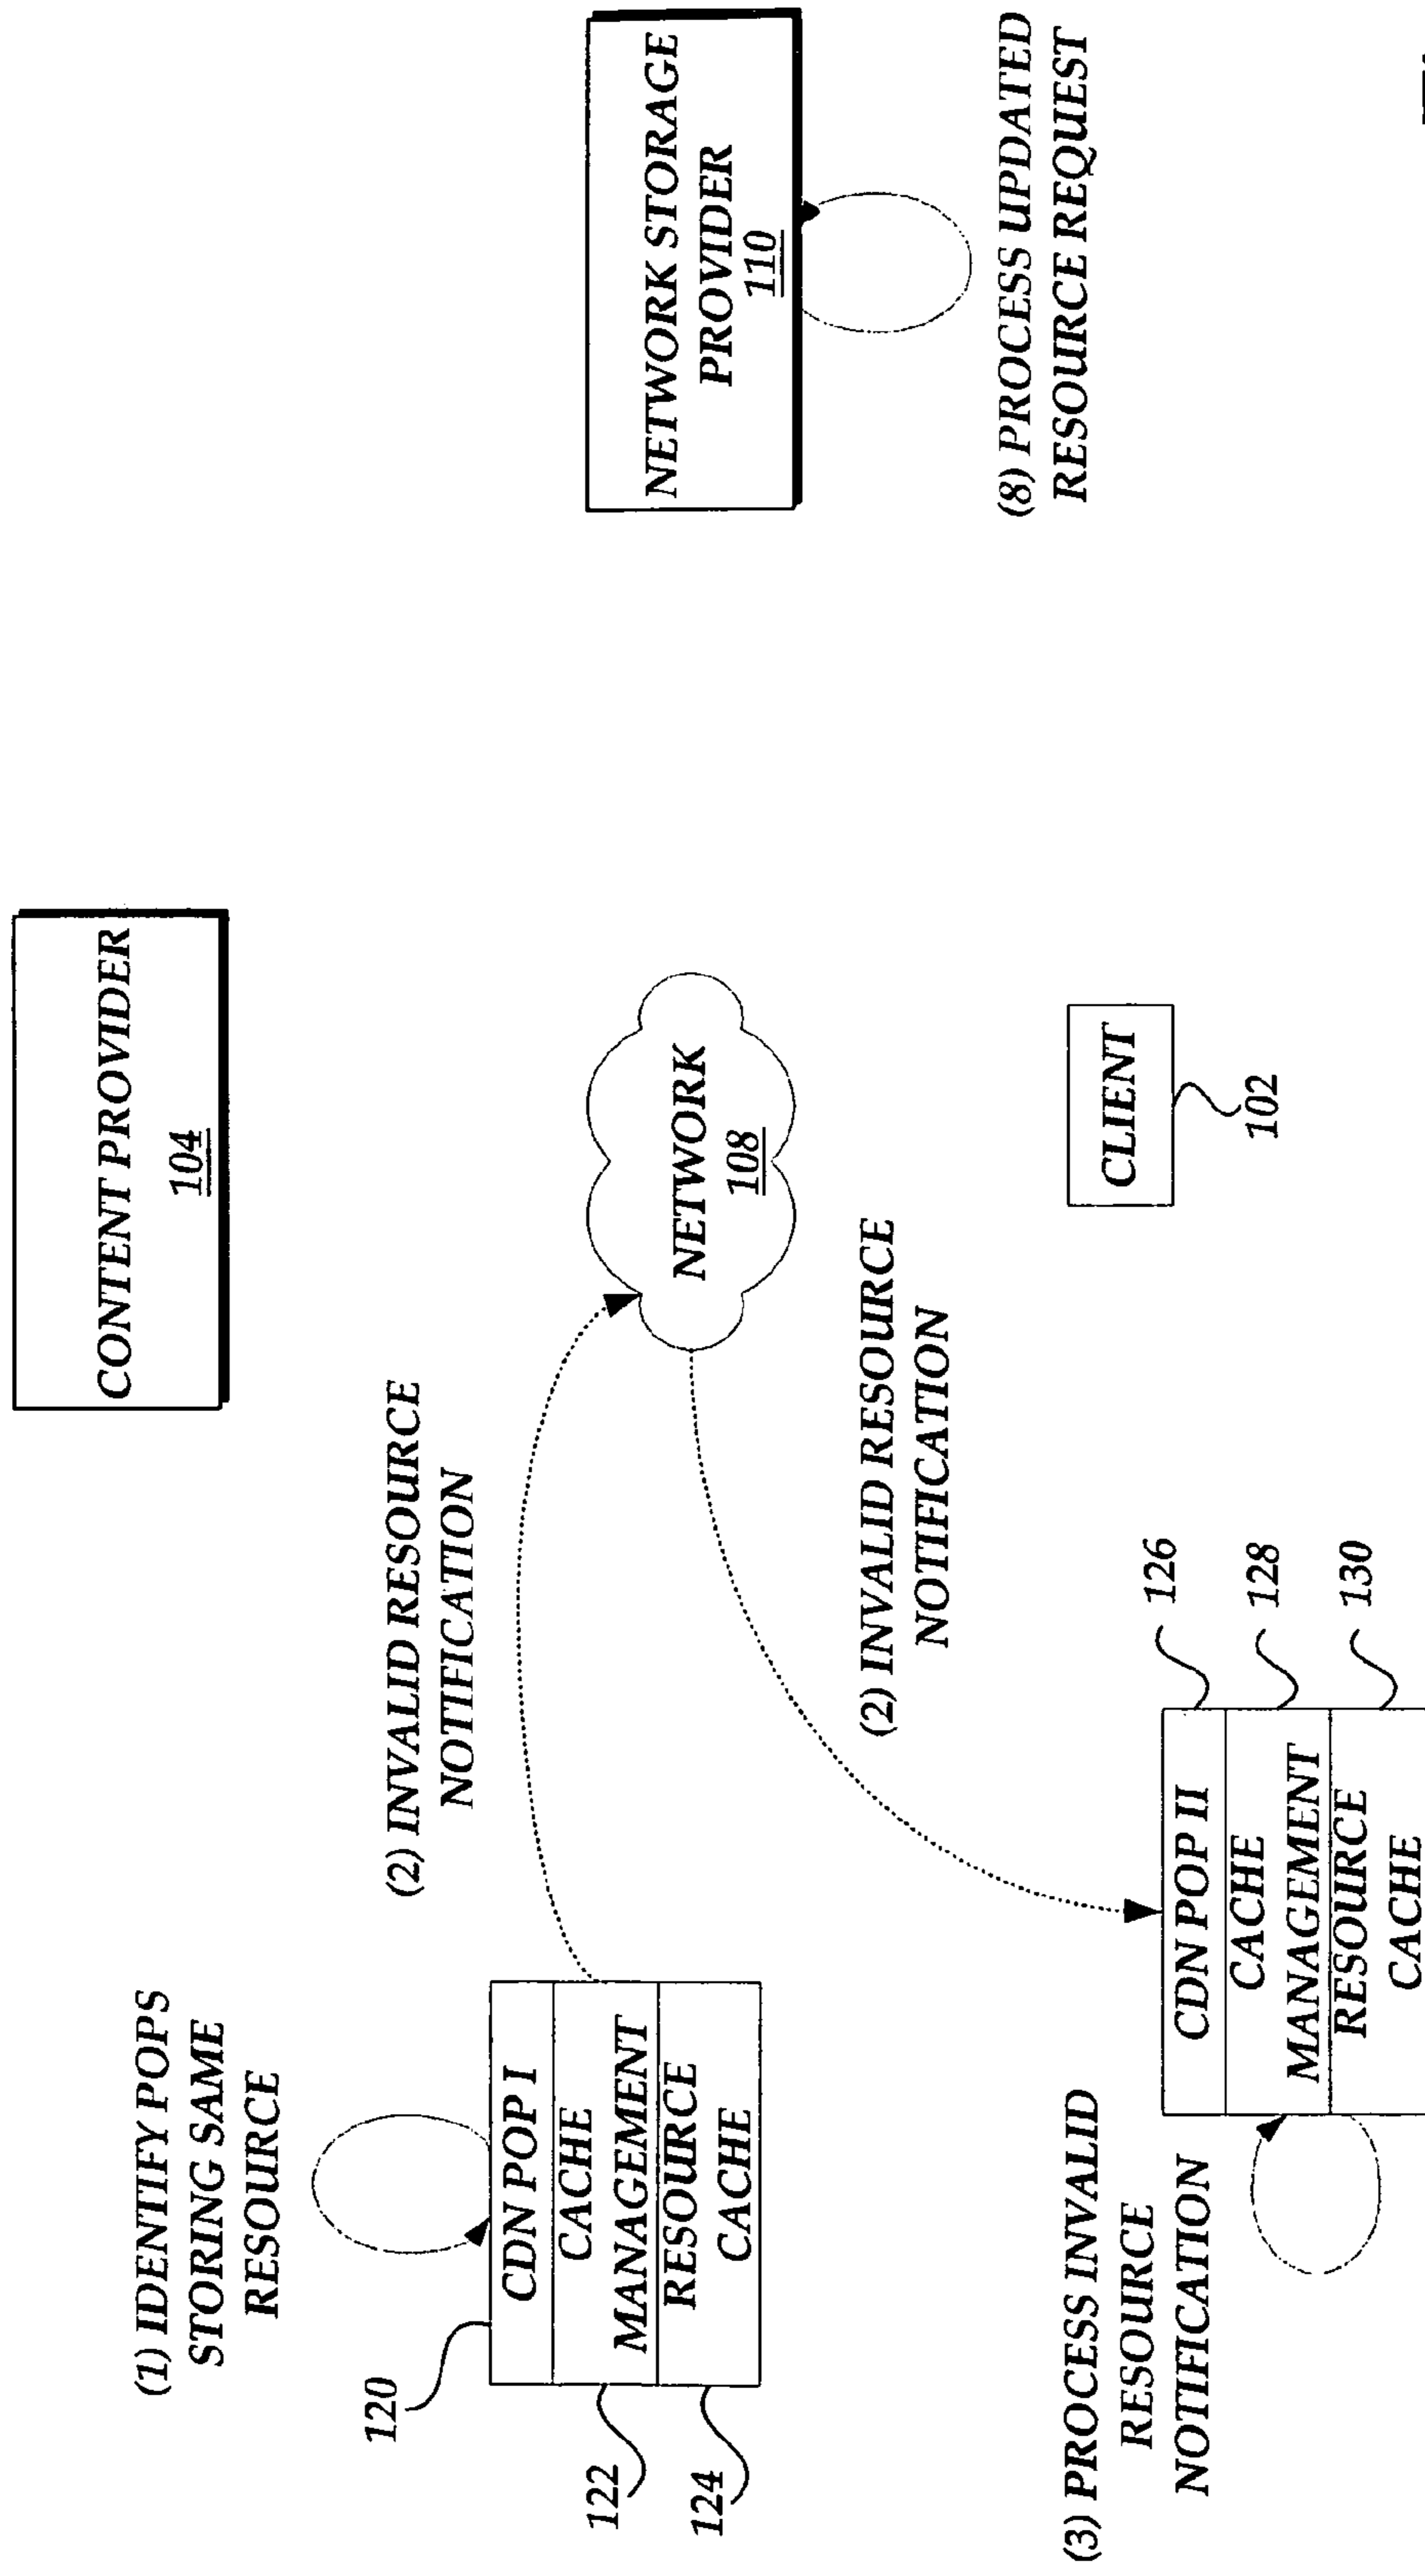 CONTENT PROVIDER
104
(1) IDENTIFY POPS
STORING SAME
RESOURCE
120
(2) INVALID RESOURCE
NOTIFICATION
CDN POP I
CACHE
MANAGEMENT
RESOURCE
CACHE
122
124
NETWORK
108
NETWORK STORAGE
PROVIDER
110
(8) PROCESS UPDATED
RESOURCE REQUEST
(2) INVALID RESOURCE
NOTIFICATION
CLIENT
102
(3) PROCESS INVALID
RESOURCE
NOTIFICATION
CDN POP II
CACHE
MANAGEMENT
RESOURCE
CACHE
126
128
130